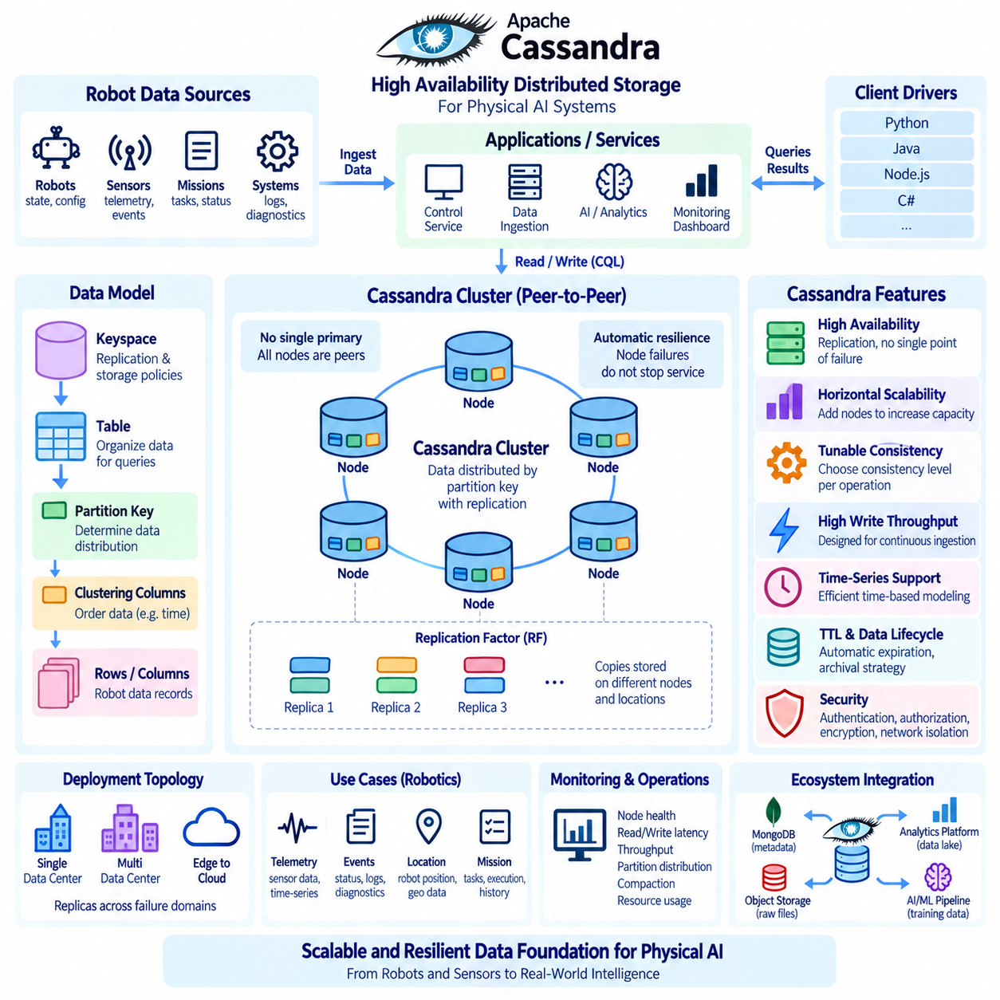 Apache
Cassandra
High Availability Distributed Storage
For Physical AI Systems
Robot Data Sources
Robots
state, config
Sensors
telemetry,
events
Missions
tasks, status
Systems
logs,
diagnostics
Ingest
Data
Applications / Services
Control
Service
Data
Ingestion
AI / Analytics
Monitoring
Dashboard
Queries
Results
Client Drivers
Python
Java
Node.js
C#
...
Read / Write (CQL)
Data Model
Keyspace
Replication &
storage policies
Table
Organize data
for queries
Partition Key
Determine data
distribution
Clustering Columns
Order data (e.g. time)
Rows / Columns
Robot data records
Cassandra Cluster (Peer-to-Peer)
No single primary
All nodes are peers
Automatic resilience
Node failures
do not stop service
Node
Node
Node
Cassandra Cluster
Data distributed by
partition key
with replication
Node
Node
Node
Replication Factor (RF)
Replica 1
Replica 2
Replica 3
...
Copies stored
on different nodes
and locations
Cassandra Features
High Availability
Replication, no single point
of failure
Horizontal Scalability
Add nodes to increase capacity
Tunable Consistency
Choose consistency level
per operation
High Write Throughput
Designed for continuous ingestion
Time-Series Support
Efficient time-based modeling
TTL & Data Lifecycle
Automatic expiration,
archival strategy
Security
Authentication, authorization,
encryption, network isolation
Deployment Topology
Single
Data Center
Multi
Data Center
Edge to
Cloud
Replicas across failure domains
Use Cases (Robotics)
Telemetry
sensor data,
time-series
Events
status, logs,
diagnostics
Location
robot position,
geo data
Mission
tasks, execution,
history
Monitoring & Operations
Node health
Read/Write latency
Throughput
Partition distribution
Compaction
Resource usage
Ecosystem Integration
MongoDB
(metadata)
Analytics Platform
(data lake)
Object Storage
(raw files)
AI/ML Pipeline
(training data)
Scalable and Resilient Data Foundation for Physical AI
From Robots and Sensors to Real-World Intelligence